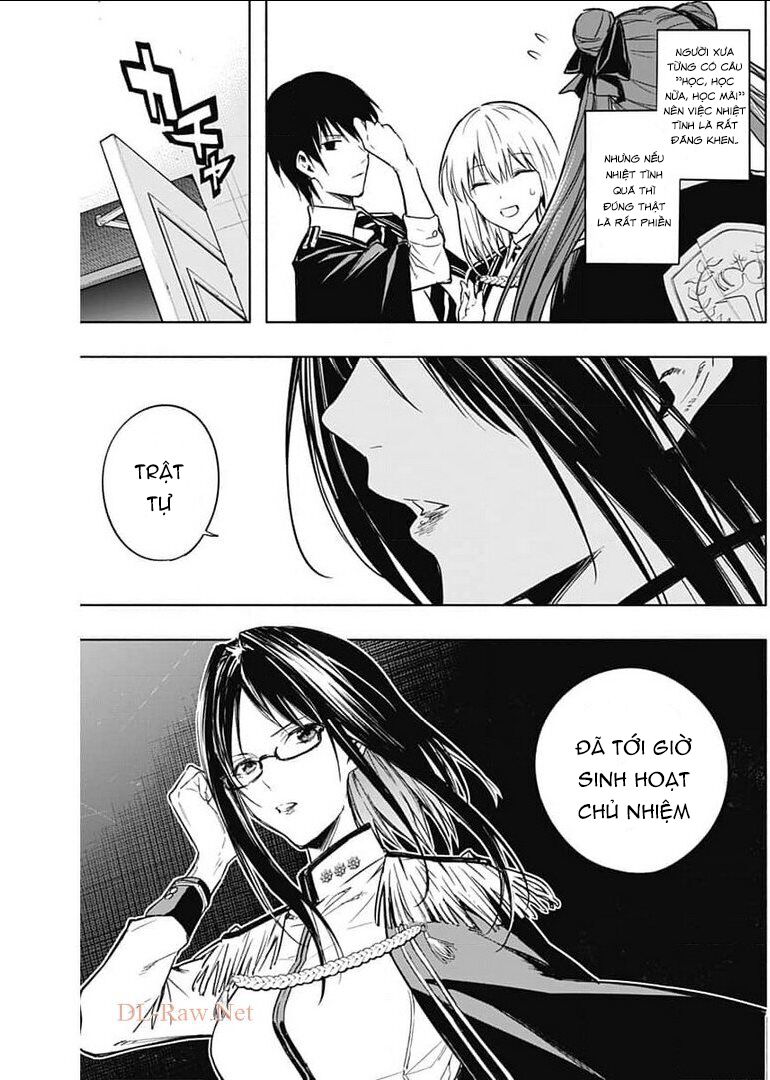 NGƯỜI XƯA
TỪNG CÓ CÂU
"HỌC, HỌC
NỮA, HỌC MÃI"
NÊN VIỆC NHIỆT
TÌNH LÀ RẤT
ĐÁNG KHEN..
NHƯNG NẾU
NHIỆT TÌNH
QUÁ THÌ
ĐÚNG THẬT
LÀ RẤT PHIỀN
ガチャ
TRẬT
TỰ
ĐÃ TỚI GIỜ
SINH HOẠT
CHỦ NHIỆM
DL-Raw.Net